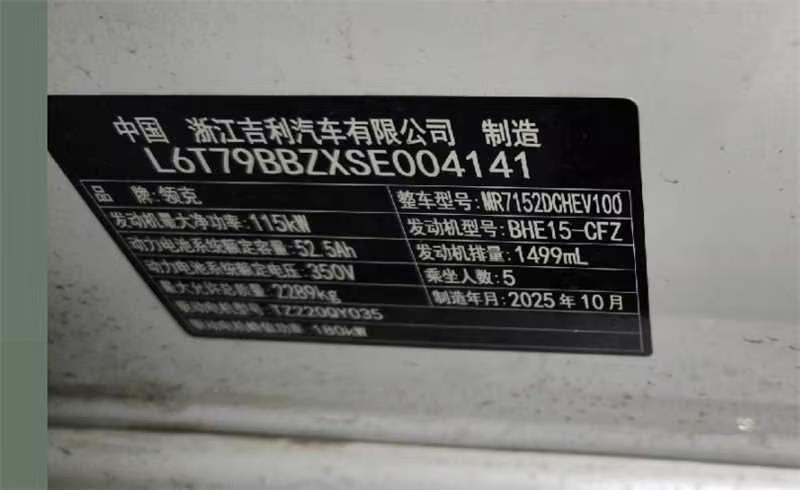 中国 浙江吉利汽车有限公司 制造
L6T79BBZXSE004141
品 牌:领克
整车型号:MR7152DCHEV100
发动机最大净功率:115kW
发动机型号:BHE15-CFZ
动力电池系统额定容量:52.5Ah
发动机排量:1499mL
动力电池系统额定电压:350V
乘坐人数:5
最大允许总质量:2289kg
制造年月:2025年10月
驱动电机型号:TZ220QY035
驱动电机峰值功率:180kW